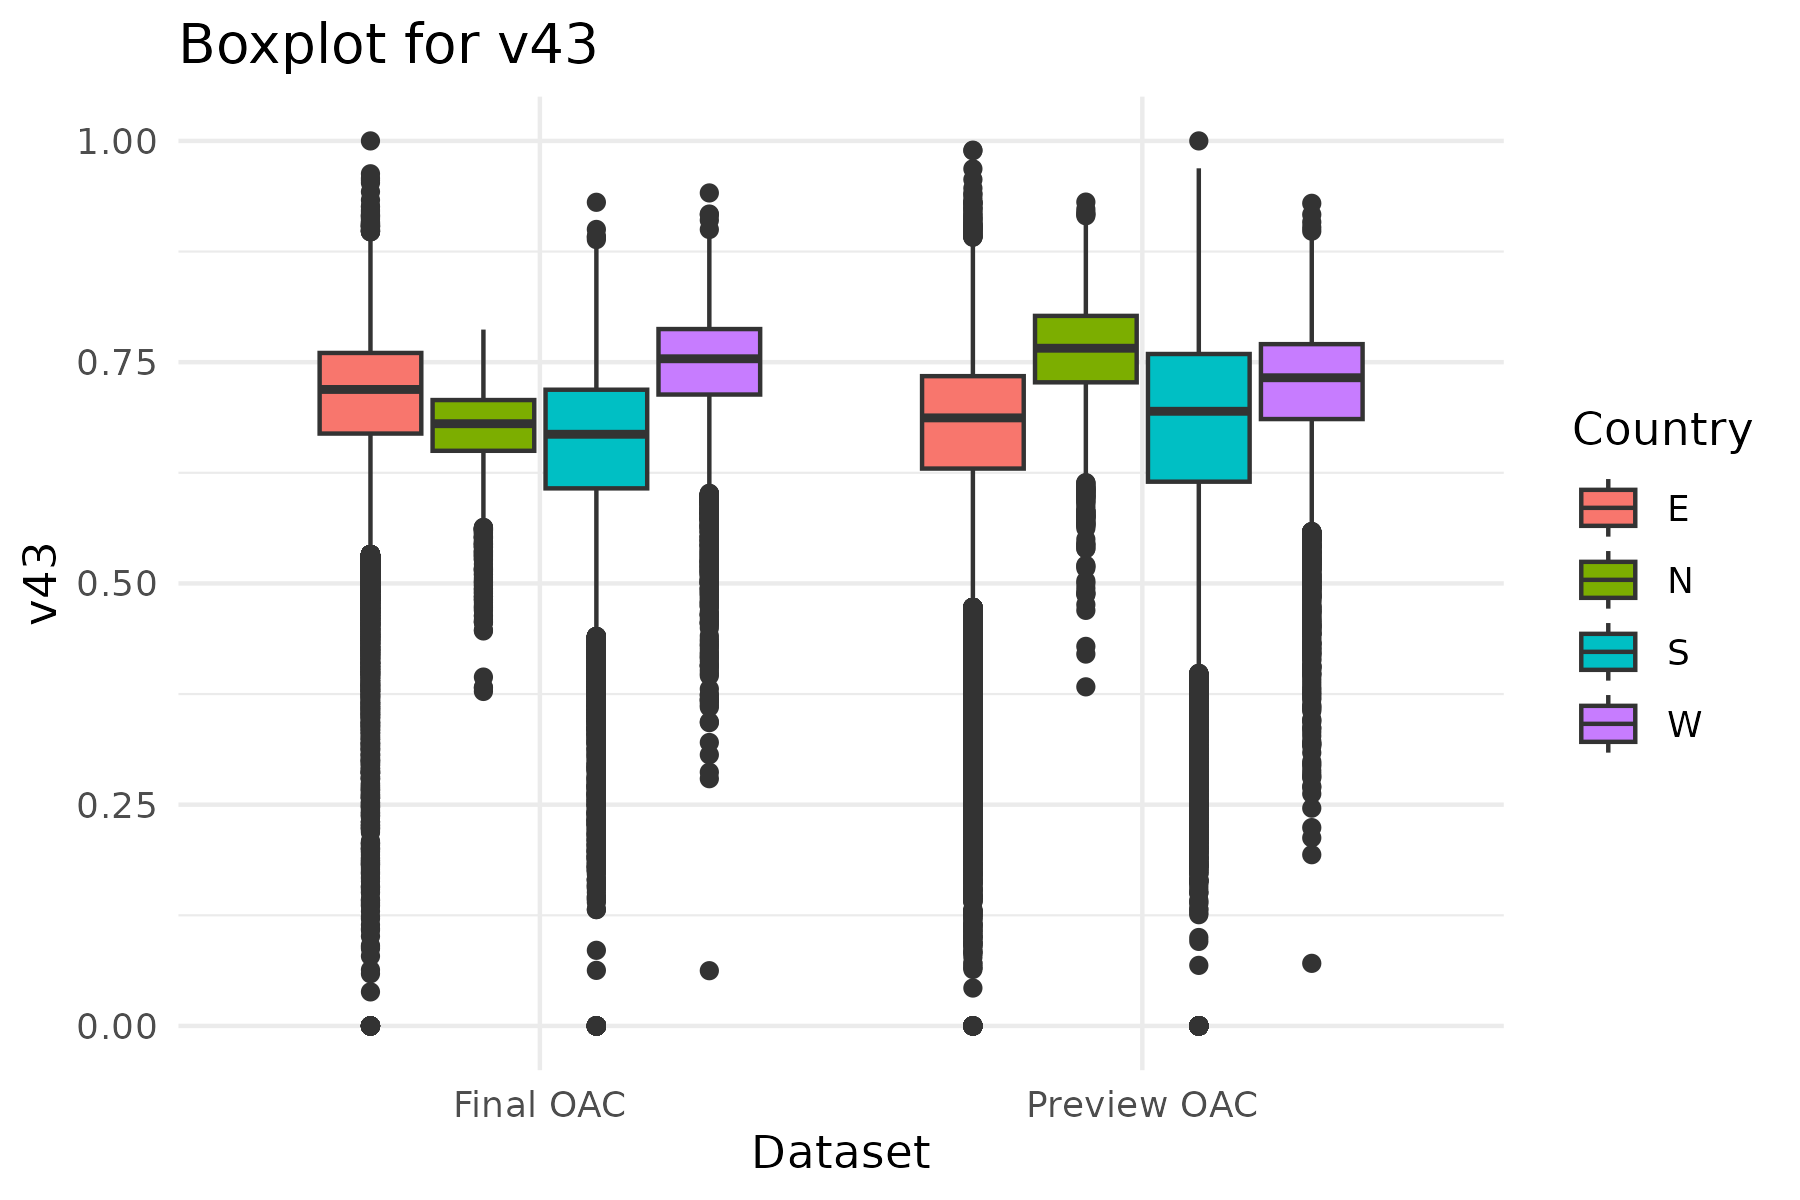 Boxplot for v43
1.00
0.75
0.50
0.25
0.00
v43
Final OAC
Preview OAC
Dataset
Country
E
N
S
W